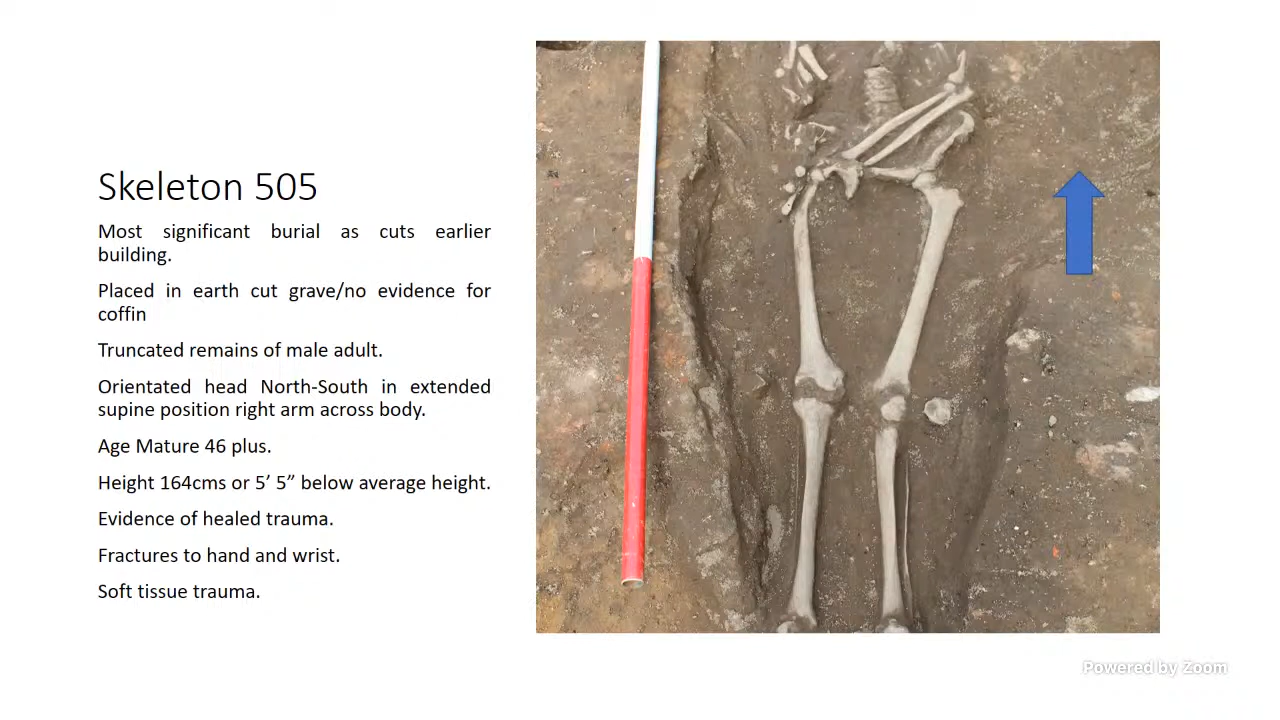 Skeleton 505
Most significant burial as cuts earlier
building.
Placed in earth cut grave/no evidence for
coffin
Truncated remains of male adult.
Orientated head North-South in extended
supine position right arm across body.
Age Mature 46 plus.
Height 164cms or 5’ 5” below average height.
Evidence of healed trauma.
Fractures to hand and wrist.
Soft tissue trauma.
Powered by Zoom